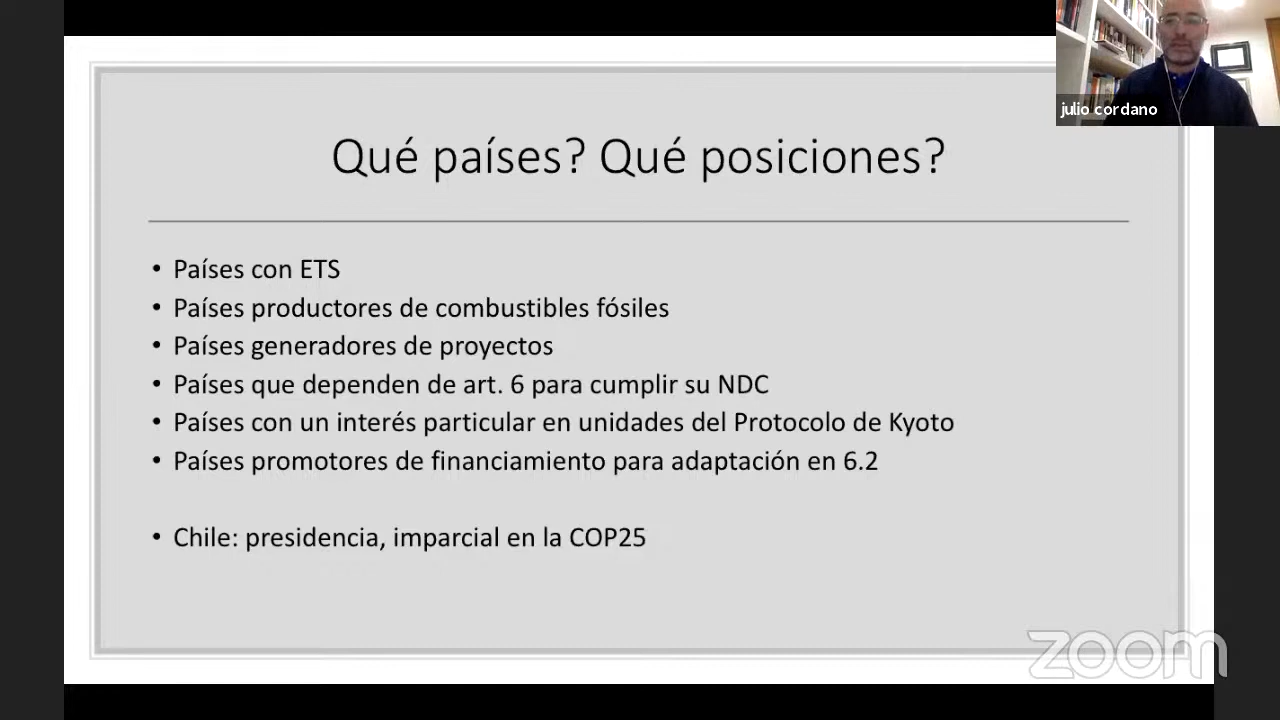 julio cordano
Qué países? Qué posiciones?
• Países con ETS
• Países productores de combustibles fósiles
• Países generadores de proyectos
• Países que dependen de art. 6 para cumplir su NDC
• Países con un interés particular en unidades del Protocolo de Kyoto
• Países promotores de financiamiento para adaptación en 6.2
• Chile: presidencia, imparcial en la COP25
zoom